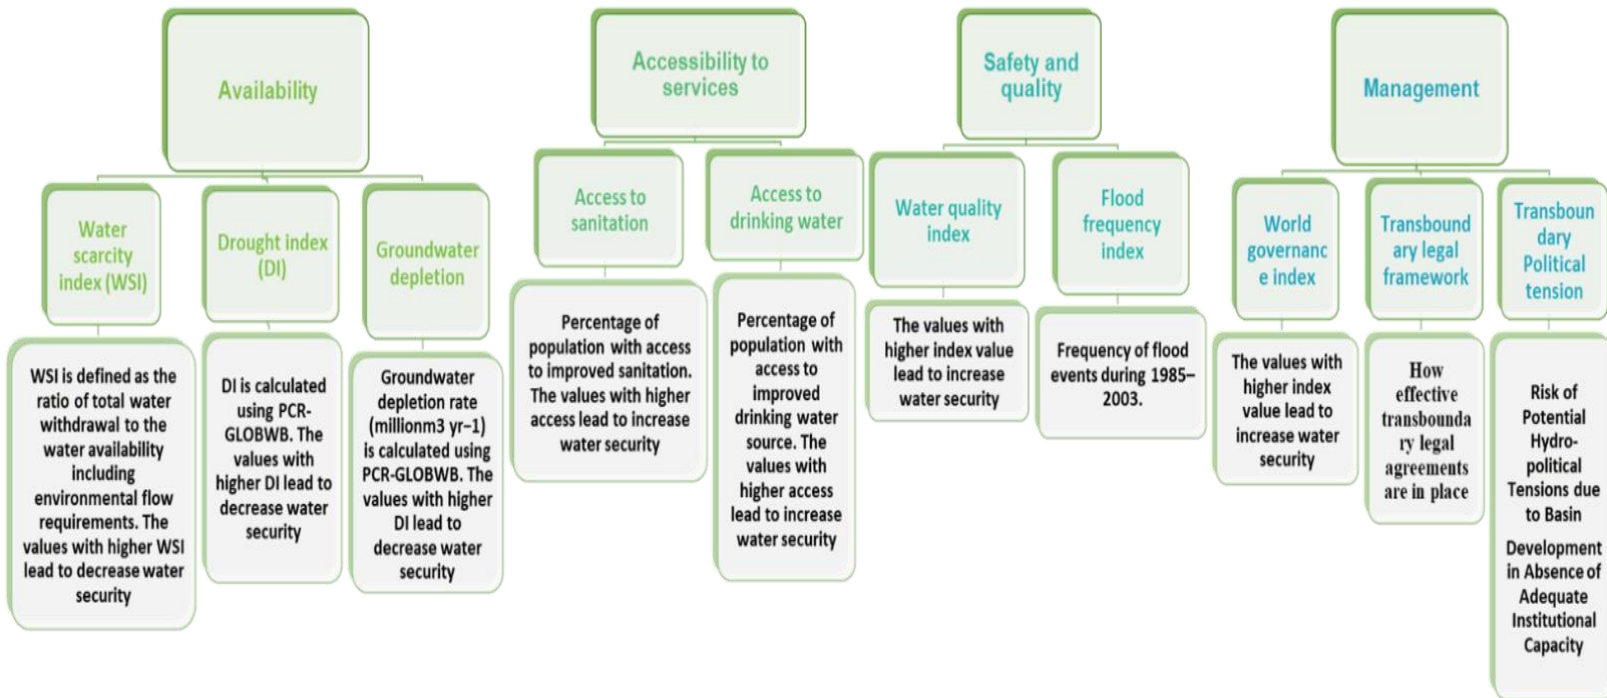 Availability
Water
scarcity
index (WSI)
WSI is defined as the
ratio of total water
withdrawal to the
water availability
including
environmental flow
requirements. The
values with higher WSI
lead to decrease water
security
Drought index
(DI)
DI is calculated
using PCR-
GLOBWB. The
values with
higher DI lead to
decrease water
security
Groundwater
depletion
Groundwater
depletion rate
(millionm3 yr−1)
is calculated using
PCR-GLOBWB. The
values with higher
DI lead to
decrease water
security
Accessibility to
services
Access to
sanitation
Percentage of
population with access
to improved sanitation.
The values with higher
access lead to increase
water security
Access to
drinking water
Percentage of
population with
access to
improved
drinking water
source. The
values with
higher access
lead to increase
water security
Safety and
quality
Water quality
index
The values with
higher index value
lead to increase
water security
Flood
frequency
index
Frequency of flood
events during 1985–
2003.
Management
World
governanc
e index
The values with
higher index
value lead to
increase water
security
Transbound
ary legal
framework
How
effective
transbounda
ry legal
agreements
are in place
Transboun
dary
Political
tension
Risk of
Potential
Hydro-
political
Tensions due
to Basin
Development
in Absence of
Adequate
Institutional
Capacity